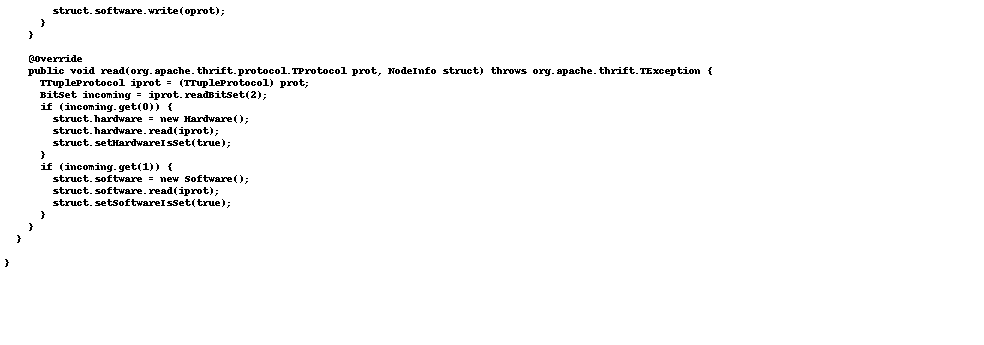 struct.software.write(oprot);
      }
    }

    @Override
    public void read(org.apache.thrift.protocol.TProtocol prot, NodeInfo struct) throws org.apache.thrift.TException {
      TTupleProtocol iprot = (TTupleProtocol) prot;
      BitSet incoming = iprot.readBitSet(2);
      if (incoming.get(0)) {
        struct.hardware = new Hardware();
        struct.hardware.read(iprot);
        struct.setHardwareIsSet(true);
      }
      if (incoming.get(1)) {
        struct.software = new Software();
        struct.software.read(iprot);
        struct.setSoftwareIsSet(true);
      }
    }
  }

}